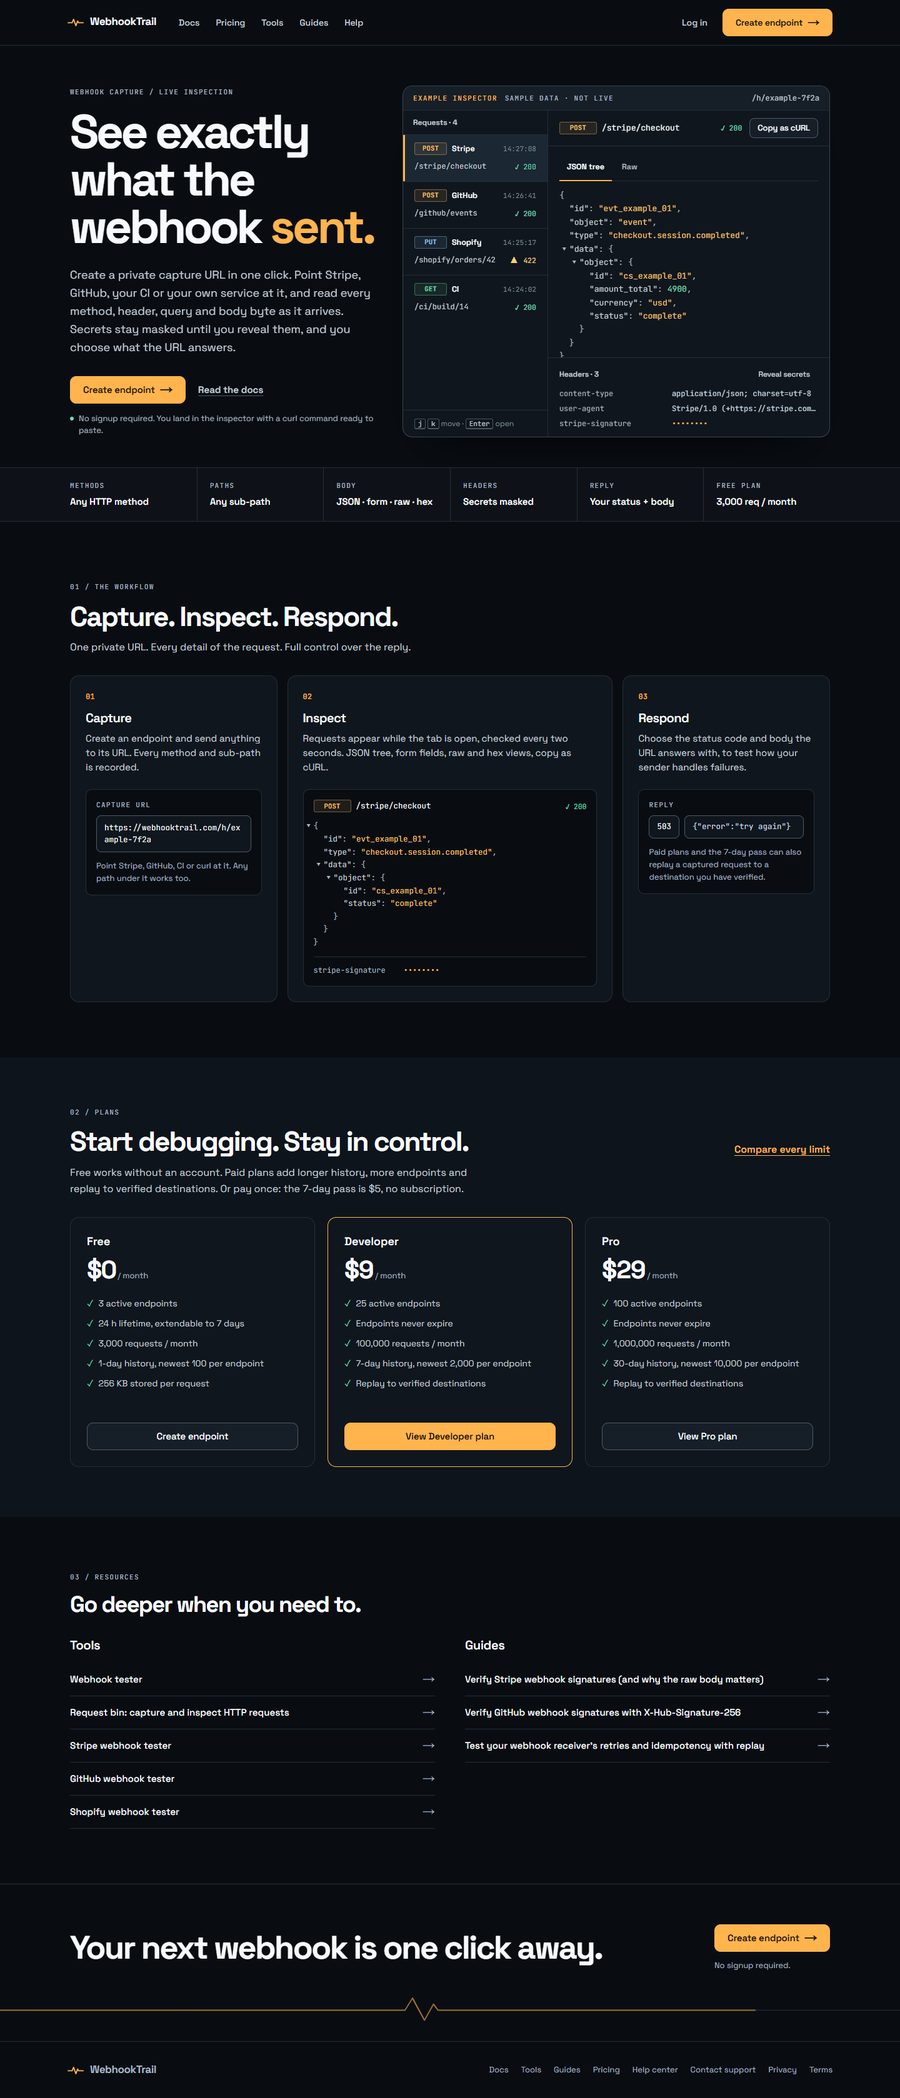 WebhookTrail Docs Pricing Tools Guides Help Log in Create endpoint →
WEBHOOK CAPTURE / LIVE INSPECTION
See exactly
what the
webhook sent.
Create a private capture URL in one click. Point Stripe,
GitHub, your CI or your own service at it, and read every
method, header, query and body byte as it arrives.
Secrets stay masked until you reveal them, and you
choose what the URL answers.
Create endpoint → Read the docs
No signup required. You land in the inspector with a curl command ready to
paste.
EXAMPLE INSPECTOR SAMPLE DATA · NOT LIVE /h/example-7f2a
Requests · 4
POST Stripe 14:27:08
/stripe/checkout ✓ 200
POST GitHub 14:26:41
/github/events ✓ 200
PUT Shopify 14:25:17
/shopify/orders/42 ▲ 422
GET CI 14:24:02
/ci/build/14 ✓ 200
j k move · Enter open
POST /stripe/checkout ✓ 200 Copy as cURL
JSON tree Raw
{
"id": "evt_example_01",
"object": "event",
"type": "checkout.session.completed",
▾ "data": {
▾ "object": {
"id": "cs_example_01",
"amount_total": 4900,
"currency": "usd",
"status": "complete"
}
}
}
Headers · 3 Reveal secrets
content-type application/json; charset=utf-8
user-agent Stripe/1.0 (+https://stripe.com…
stripe-signature ••••••••
METHODS
Any HTTP method
PATHS
Any sub-path
BODY
JSON · form · raw · hex
HEADERS
Secrets masked
REPLY
Your status + body
FREE PLAN
3,000 req / month
01 / THE WORKFLOW
Capture. Inspect. Respond.
One private URL. Every detail of the request. Full control over the reply.
01
Capture
Create an endpoint and send anything
to its URL. Every method and sub-path
is recorded.
CAPTURE URL
https://webhooktrail.com/h/ex
ample-7f2a
Point Stripe, GitHub, CI or curl at it. Any
path under it works too.
02
Inspect
Requests appear while the tab is open, checked every two
seconds. JSON tree, form fields, raw and hex views, copy as
cURL.
POST /stripe/checkout ✓ 200
▾ {
"id": "evt_example_01",
"type": "checkout.session.completed",
▾ "data": {
▾ "object": {
"id": "cs_example_01",
"status": "complete"
}
}
}
stripe-signature ••••••••
03
Respond
Choose the status code and body the
URL answers with, to test how your
sender handles failures.
REPLY
503 {"error":"try again"}
Paid plans and the 7-day pass can also
replay a captured request to a
destination you have verified.
02 / PLANS
Start debugging. Stay in control.
Compare every limit
Free works without an account. Paid plans add longer history, more endpoints and
replay to verified destinations. Or pay once: the 7-day pass is $5, no subscription.
Free
$0 / month
✓ 3 active endpoints
✓ 24 h lifetime, extendable to 7 days
✓ 3,000 requests / month
✓ 1-day history, newest 100 per endpoint
✓ 256 KB stored per request
Create endpoint
Developer
$9 / month
✓ 25 active endpoints
✓ Endpoints never expire
✓ 100,000 requests / month
✓ 7-day history, newest 2,000 per endpoint
✓ Replay to verified destinations
View Developer plan
Pro
$29 / month
✓ 100 active endpoints
✓ Endpoints never expire
✓ 1,000,000 requests / month
✓ 30-day history, newest 10,000 per endpoint
✓ Replay to verified destinations
View Pro plan
03 / RESOURCES
Go deeper when you need to.
Tools
Webhook tester →
Request bin: capture and inspect HTTP requests →
Stripe webhook tester →
GitHub webhook tester →
Shopify webhook tester →
Guides
Verify Stripe webhook signatures (and why the raw body matters) →
Verify GitHub webhook signatures with X-Hub-Signature-256 →
Test your webhook receiver's retries and idempotency with replay →
Your next webhook is one click away.
Create endpoint →
No signup required.
WebhookTrail Docs Tools Guides Pricing Help center Contact support Privacy Terms